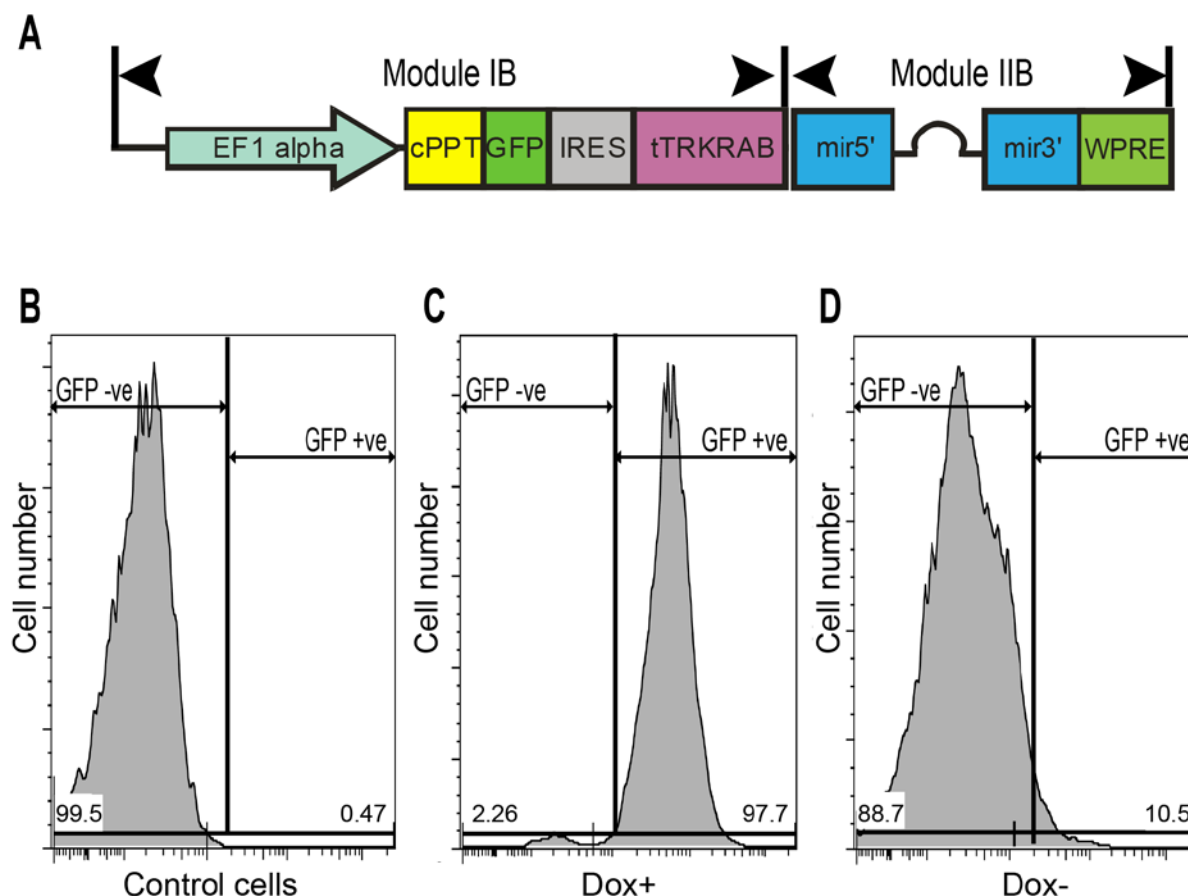 A
Module IB
Module IIB
EF1 alpha
cPPT
GFP
IRES
tTRKRAB
mir5'
mir3'
WPRE
B
GFP -ve
GFP +ve
Cell number
99.5
0.47
Control cells
C
GFP -ve
GFP +ve
Cell number
2.26
97.7
Dox+
D
GFP -ve
GFP +ve
Cell number
88.7
10.5
Dox-